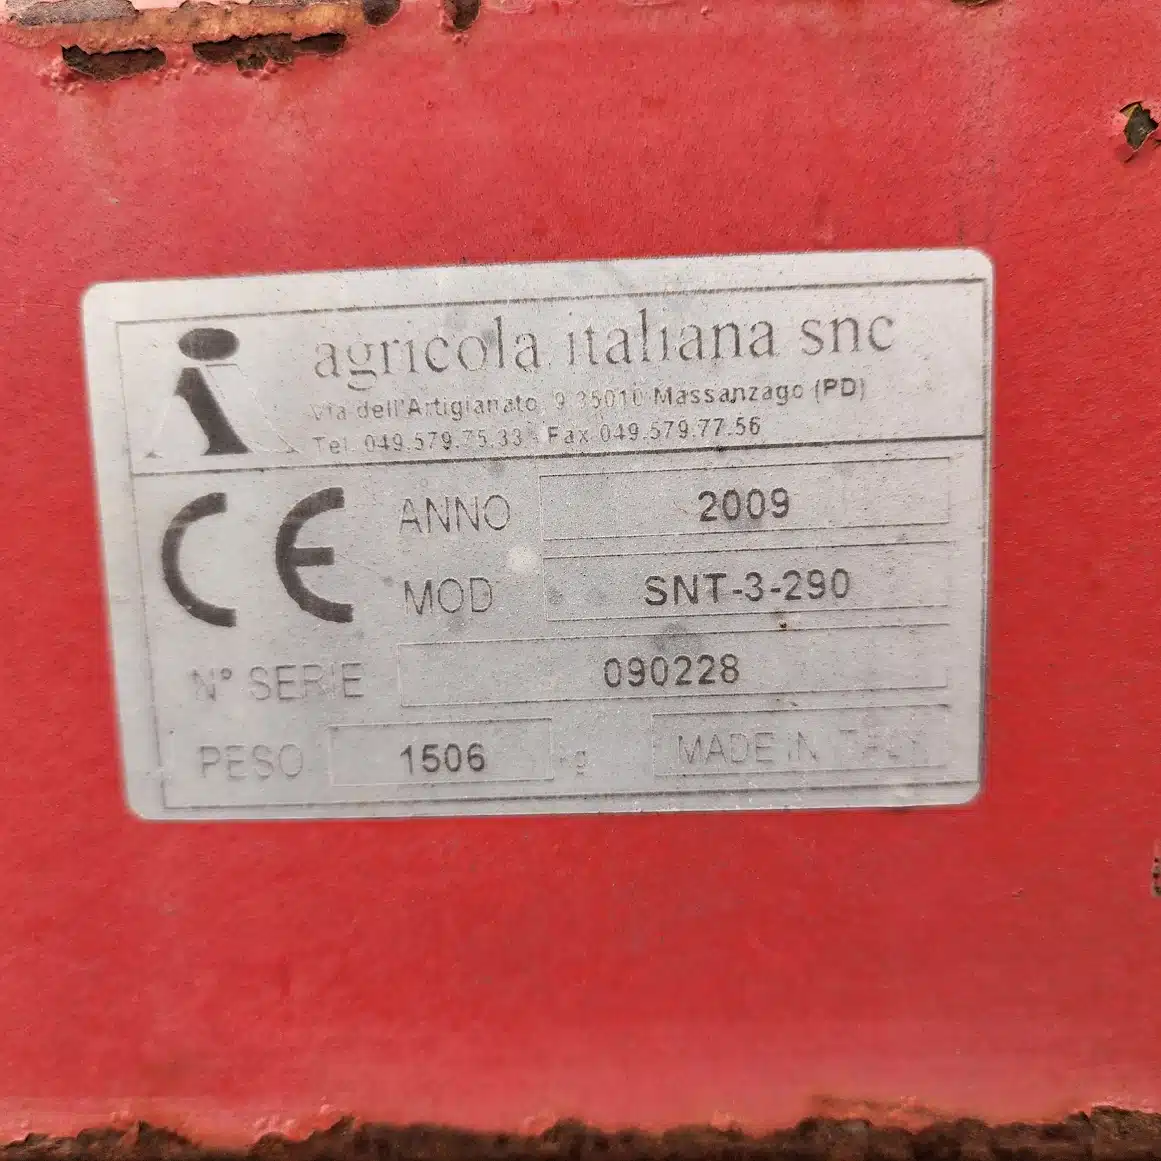 agricola italiana snc
Via dell'Artigianato, 9 35010 Massanzago (PD)
Tel. 049.579.75.33 - Fax 049.579.77.56
CE ANNO 2009
MOD SNT-3-290
N° SERIE 090228
PESO 1506 kg MADE IN ITALY